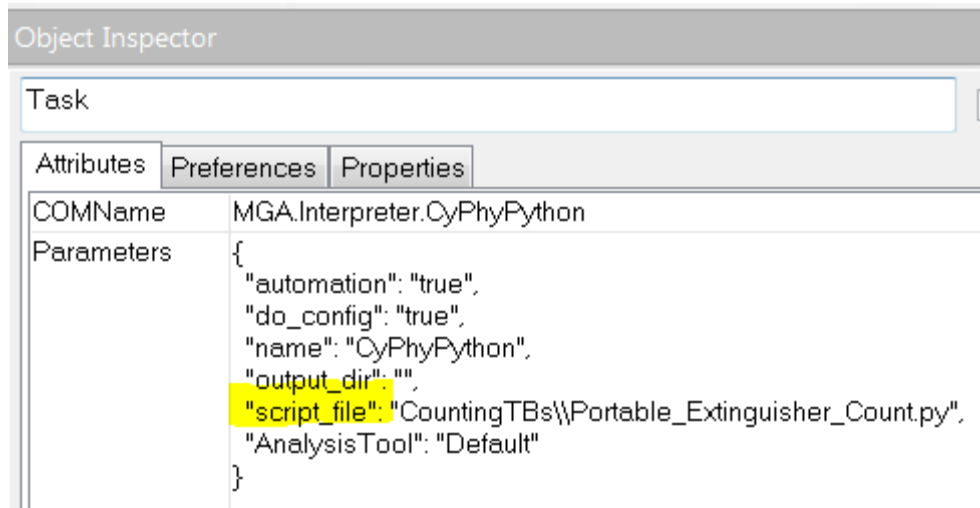 Object Inspector
Task
Attributes Preferences Properties
COMName MGA.Interpreter.CyPhyPython
Parameters {
"automation": "true",
"do_config": "true",
"name": "CyPhyPython",
"output_dir": "",
"script_file": "CountingTBs\\Portable_Extinguisher_Count.py",
"AnalysisTool": "Default"
}